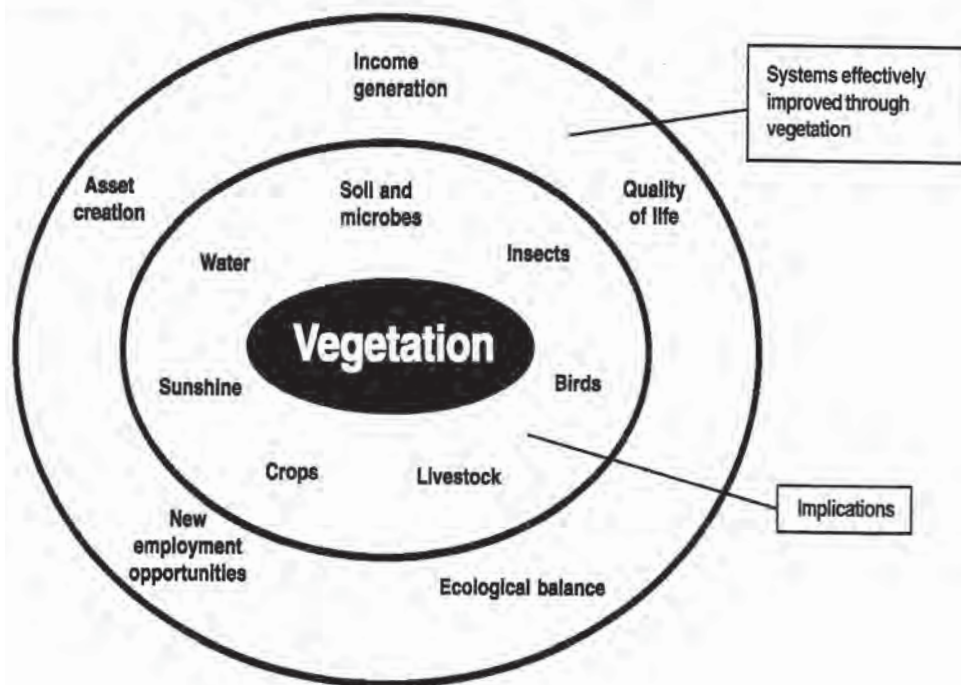 Income
generation
Systems effectively
improved through
vegetation
Asset
creation
Soil and
microbes
Quality
of life
Water
Insects
Vegetation
Sunshine
Birds
Crops
Livestock
Implications
New
employment
opportunities
Ecological balance